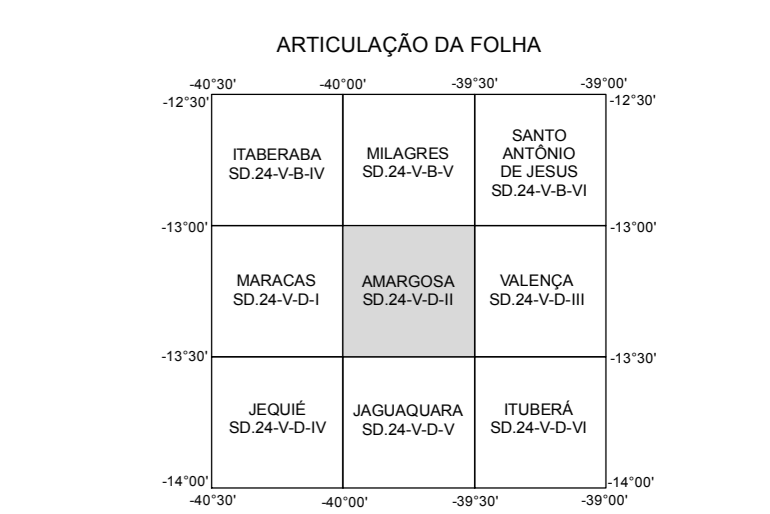 ARTICULAÇÃO DA FOLHA
-40°30' -40°00' -39°30' -39°00'
-12°30' -12°30'
ITABERABA
SD.24-V-B-IV
MILAGRES
SD.24-V-B-V
SANTO
ANTÔNIO
DE JESUS
SD.24-V-B-VI
-13°00' -13°00'
MARACAS
SD.24-V-D-I
AMARGOSA
SD.24-V-D-II
VALENÇA
SD.24-V-D-III
-13°30' -13°30'
JEQUIÉ
SD.24-V-D-IV
JAGUAQUARA
SD.24-V-D-V
ITUBERÁ
SD.24-V-D-VI
-14°00' -14°00'
-40°30' -40°00' -39°30' -39°00'